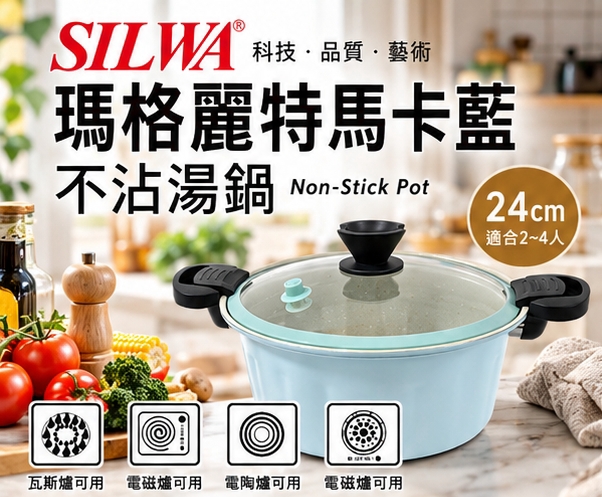 SILWA® 科技．品質．藝術
瑪格麗特馬卡藍
不沾湯鍋 Non-Stick Pot
24cm
適合2~4人
瓦斯爐可用
電磁爐可用
電陶爐可用
電磁爐可用